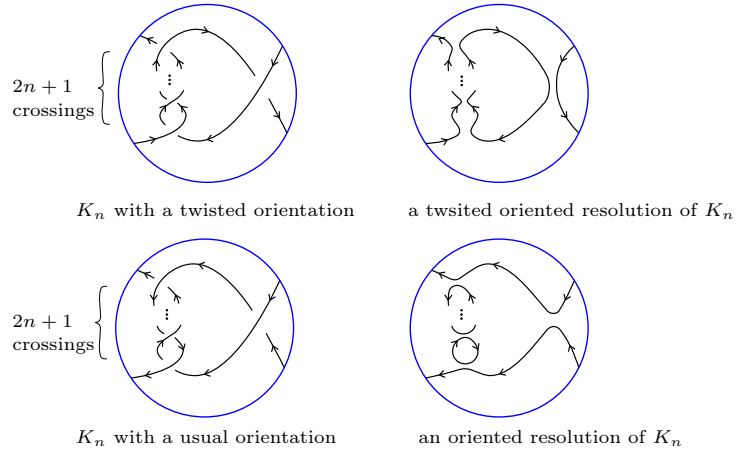 2n + 1
crossings
K_n with a twisted orientation
a twsited oriented resolution of K_n
2n + 1
crossings
K_n with a usual orientation
an oriented resolution of K_n